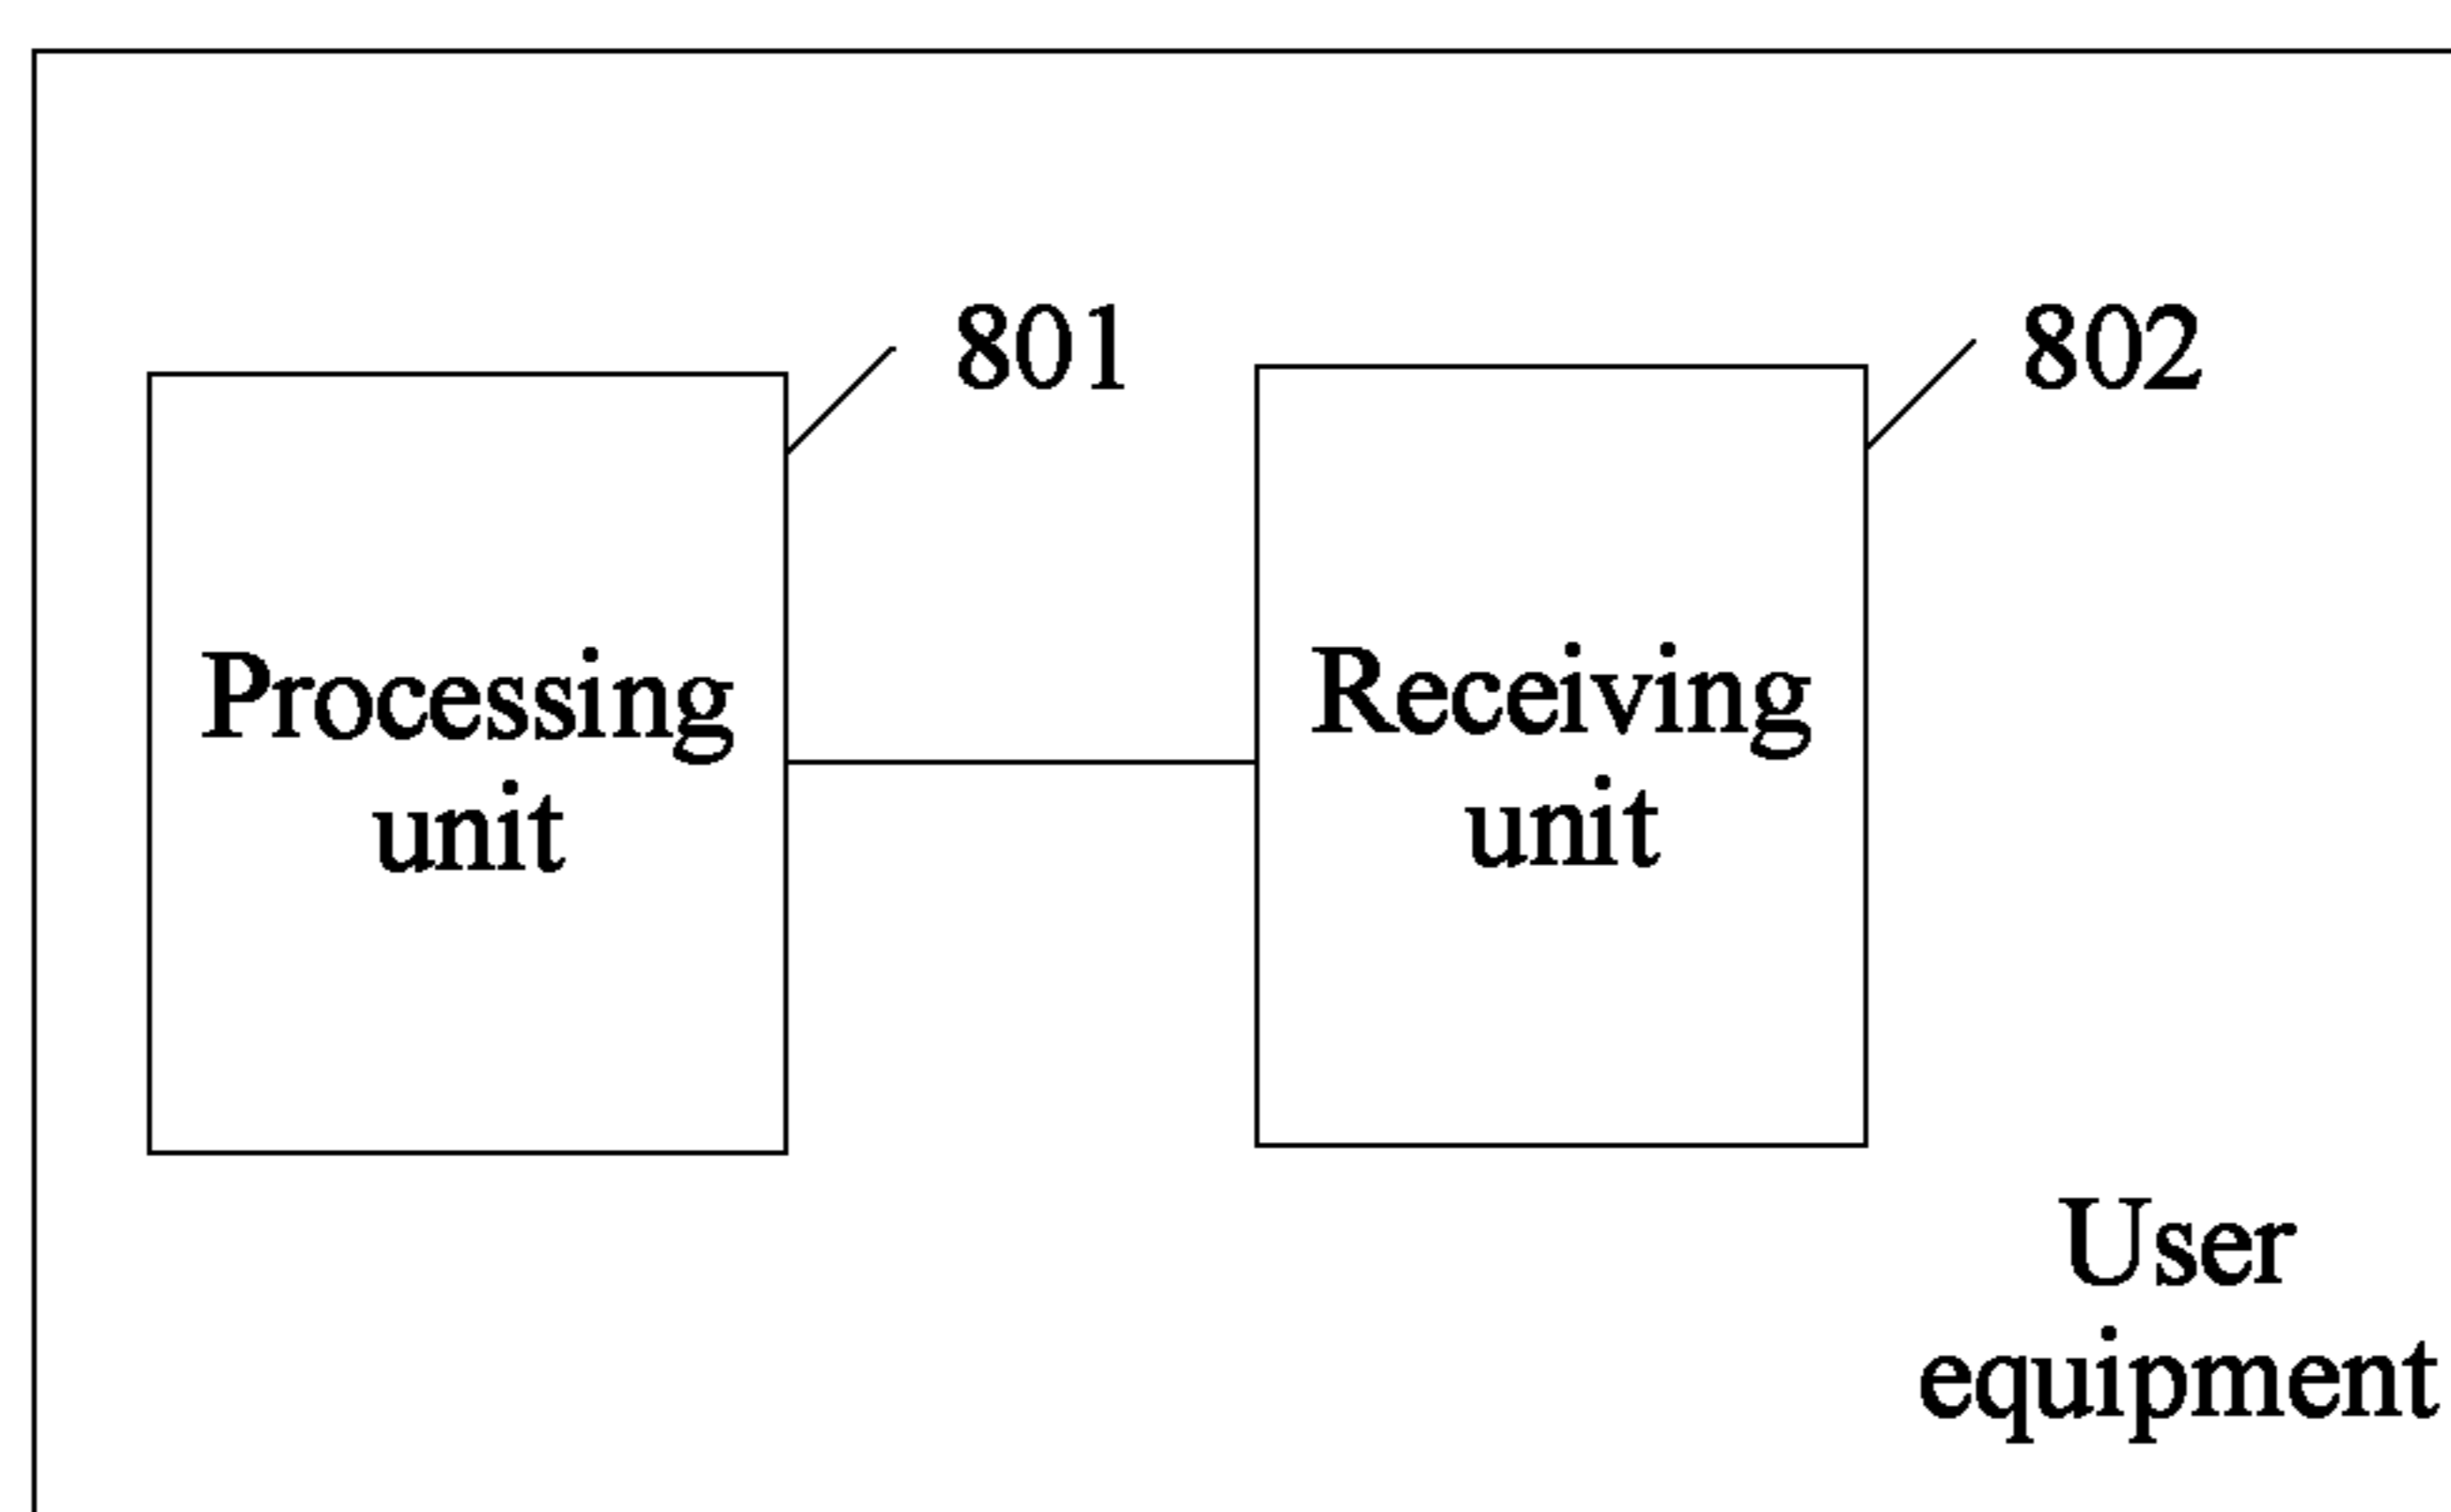 801
802
Processing
unit
Receiving
unit
User
equipment